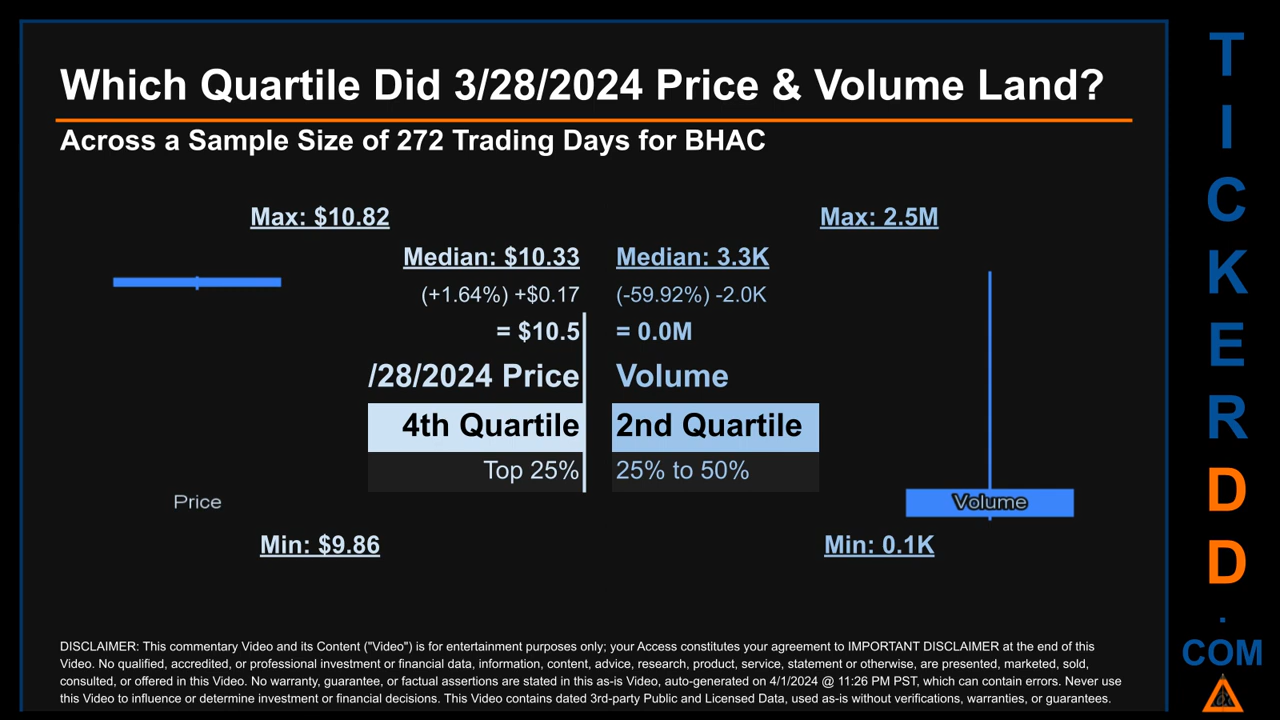 Which Quartile Did 3/28/2024 Price & Volume Land?
Across a Sample Size of 272 Trading Days for BHAC
Max: $10.82
Max: 2.5M
Median: $10.33
Median: 3.3K
(+1.64%) +$0.17
(-59.92%) -2.0K
= $10.5
= 0.0M
/28/2024 Price
Volume
4th Quartile
2nd Quartile
Top 25%
25% to 50%
Price
Volume
Min: $9.86
Min: 0.1K
DISCLAIMER: This commentary Video and its Content ("Video") is for entertainment purposes only; your Access constitutes your agreement to IMPORTANT DISCLAIMER at the end of this
Video. No qualified, accredited, or professional investment or financial data, information, content, advice, research, product, service, statement or otherwise, are presented, marketed, sold,
consulted, or offered in this Video. No warranty, guarantee, or factual assertions are stated in this as-is Video, auto-generated on 4/1/2024 @ 11:26 PM PST, which can contain errors. Never use
this Video to influence or determine investment or financial decisions. This Video contains dated 3rd-party Public and Licensed Data, used as-is without verifications, warranties, or guarantees.
T
I
C
K
E
R
D
D
.
COM